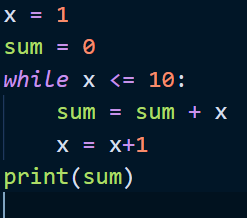 x = 1
sum = 0
while x <= 10:
    sum = sum + x
    x = x+1
print(sum)